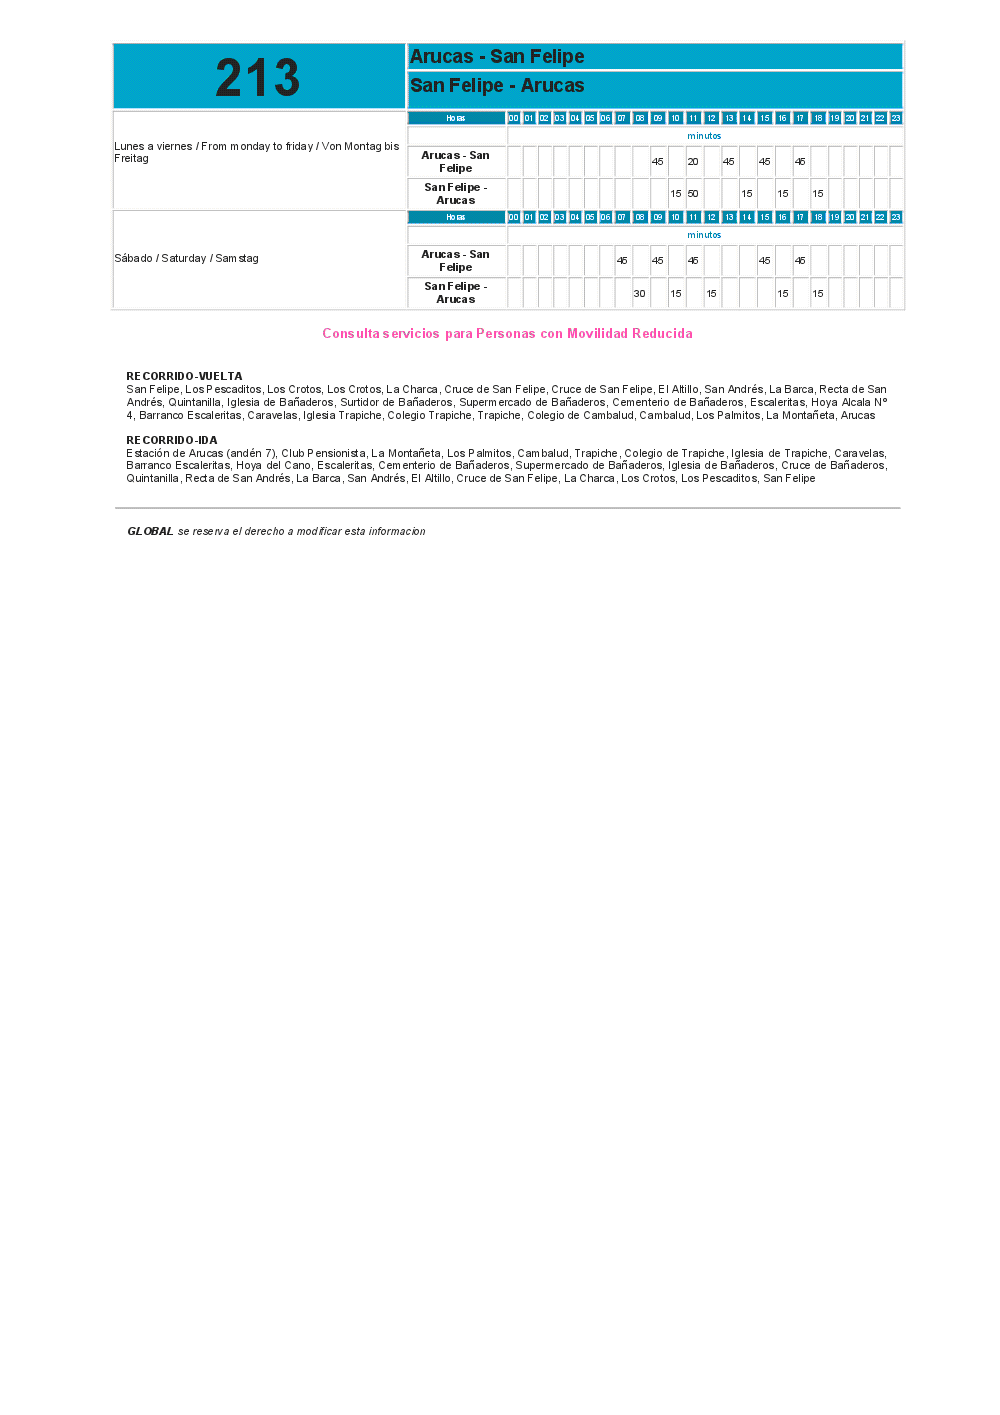 213
Arucas - San Felipe
San Felipe - Arucas
Lunes a viernes / From monday to friday / Von Montag bis
Freitag
Horas 00 01 02 03 04 05 06 07 08 09 10 11 12 13 14 15 16 17 18 19 20 21 22 23
minutos
Arucas - San
Felipe
45 20 45 45 45
San Felipe -
Arucas
15 50 15 15 15
Sábado / Saturday / Samstag
Horas 00 01 02 03 04 05 06 07 08 09 10 11 12 13 14 15 16 17 18 19 20 21 22 23
minutos
Arucas - San
Felipe
45 45 45 45 45
San Felipe -
Arucas
30 15 15 15 15
Consulta servicios para Personas con Movilidad Reducida
RECORRIDO-VUELTA
San Felipe, Los Pescaditos, Los Crotos, Los Crotos, La Charca, Cruce de San Felipe, Cruce de San Felipe, El Altillo, San Andrés, La Barca, Recta de San
Andrés, Quintanilla, Iglesia de Bañaderos, Surtidor de Bañaderos, Supermercado de Bañaderos, Cementerio de Bañaderos, Escaleritas, Hoya Alcala Nº
4, Barranco Escaleritas, Caravelas, Iglesia Trapiche, Colegio Trapiche, Trapiche, Colegio de Cambalud, Cambalud, Los Palmitos, La Montañeta, Arucas
RECORRIDO-IDA
Estación de Arucas (andén 7), Club Pensionista, La Montañeta, Los Palmitos, Cambalud, Trapiche, Colegio de Trapiche, Iglesia de Trapiche, Caravelas,
Barranco Escaleritas, Hoya del Cano, Escaleritas, Cementerio de Bañaderos, Supermercado de Bañaderos, Iglesia de Bañaderos, Cruce de Bañaderos,
Quintanilla, Recta de San Andrés, La Barca, San Andrés, El Altillo, Cruce de San Felipe, La Charca, Los Crotos, Los Pescaditos, San Felipe
GLOBAL se reserva el derecho a modificar esta informacion